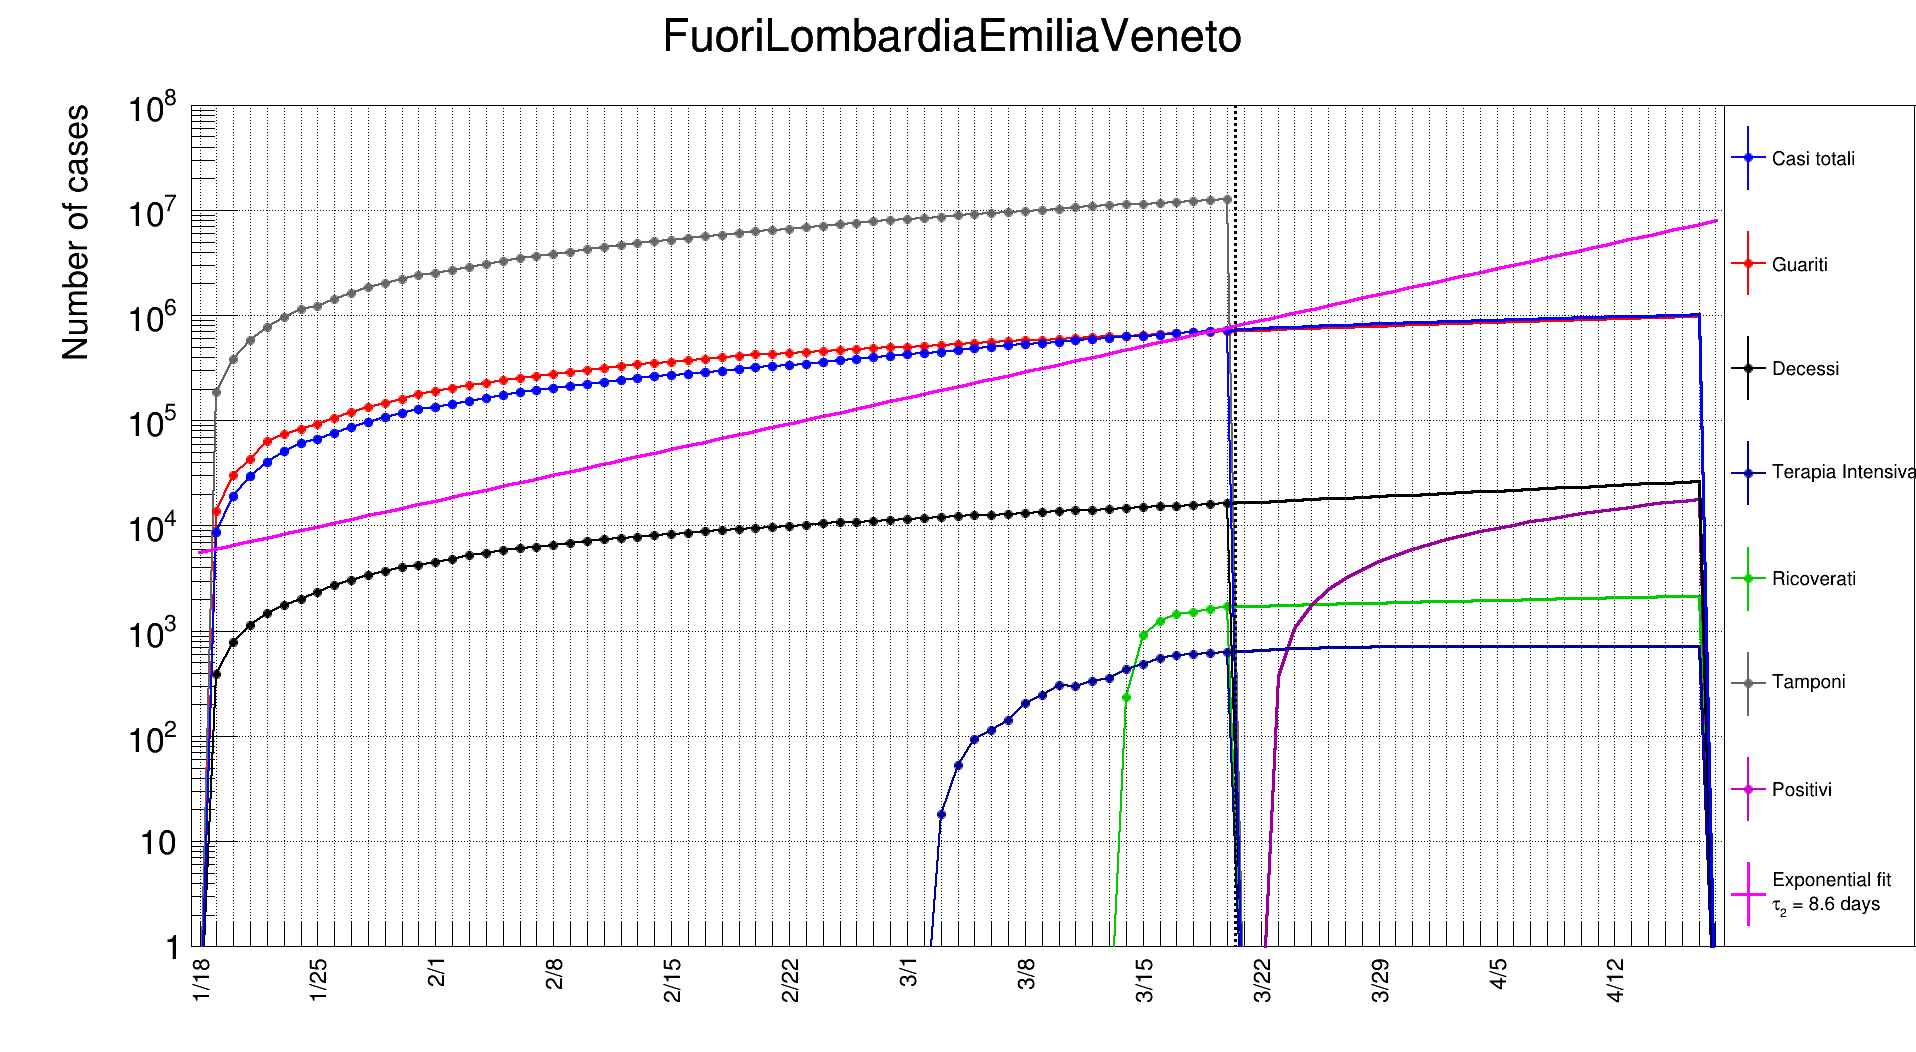 FuoriLombardiaEmiliaVeneto
Number of cases
10^8
10^7
10^6
10^5
10^4
10^3
10^2
10
1
1/18
1/25
2/1
2/8
2/15
2/22
3/1
3/8
3/15
3/22
3/29
4/5
4/12
Casi totali
Guariti
Decessi
Terapia Intensiva
Ricoverati
Tamponi
Positivi
Exponential fit
τ₂ = 8.6 days